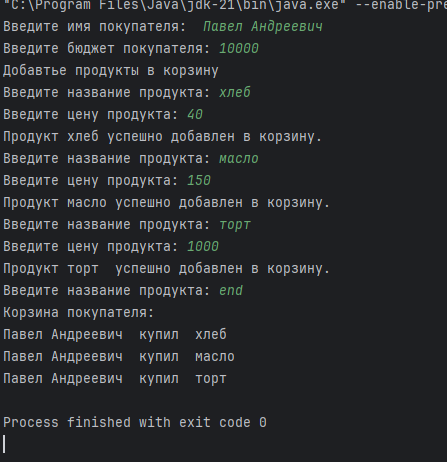 "C:\Program Files\Java\jdk-21\bin\java.exe" --enable-pre
Введите имя покупателя:  Павел Андреевич
Введите бюджет покупателя: 10000
Добавтье продукты в корзину
Введите название продукта: хлеб
Введите цену продукта: 40
Продукт хлеб успешно добавлен в корзину.
Введите название продукта: масло
Введите цену продукта: 150
Продукт масло успешно добавлен в корзину.
Введите название продукта: торт
Введите цену продукта: 1000
Продукт торт  успешно добавлен в корзину.
Введите название продукта: end
Корзина покупателя:
Павел Андреевич  купил  хлеб
Павел Андреевич  купил  масло
Павел Андреевич  купил  торт
Process finished with exit code 0